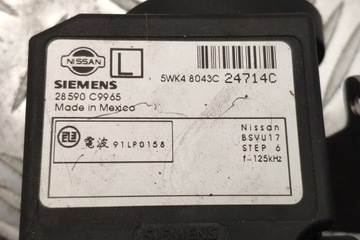 NISSAN
L
5WK4 8043C 24714C
SIEMENS
28590 C9965
Made in Mexico
電波 91LP0158
Nissan
BSVU17
STEP 6
f-125kHz
SIEMENS